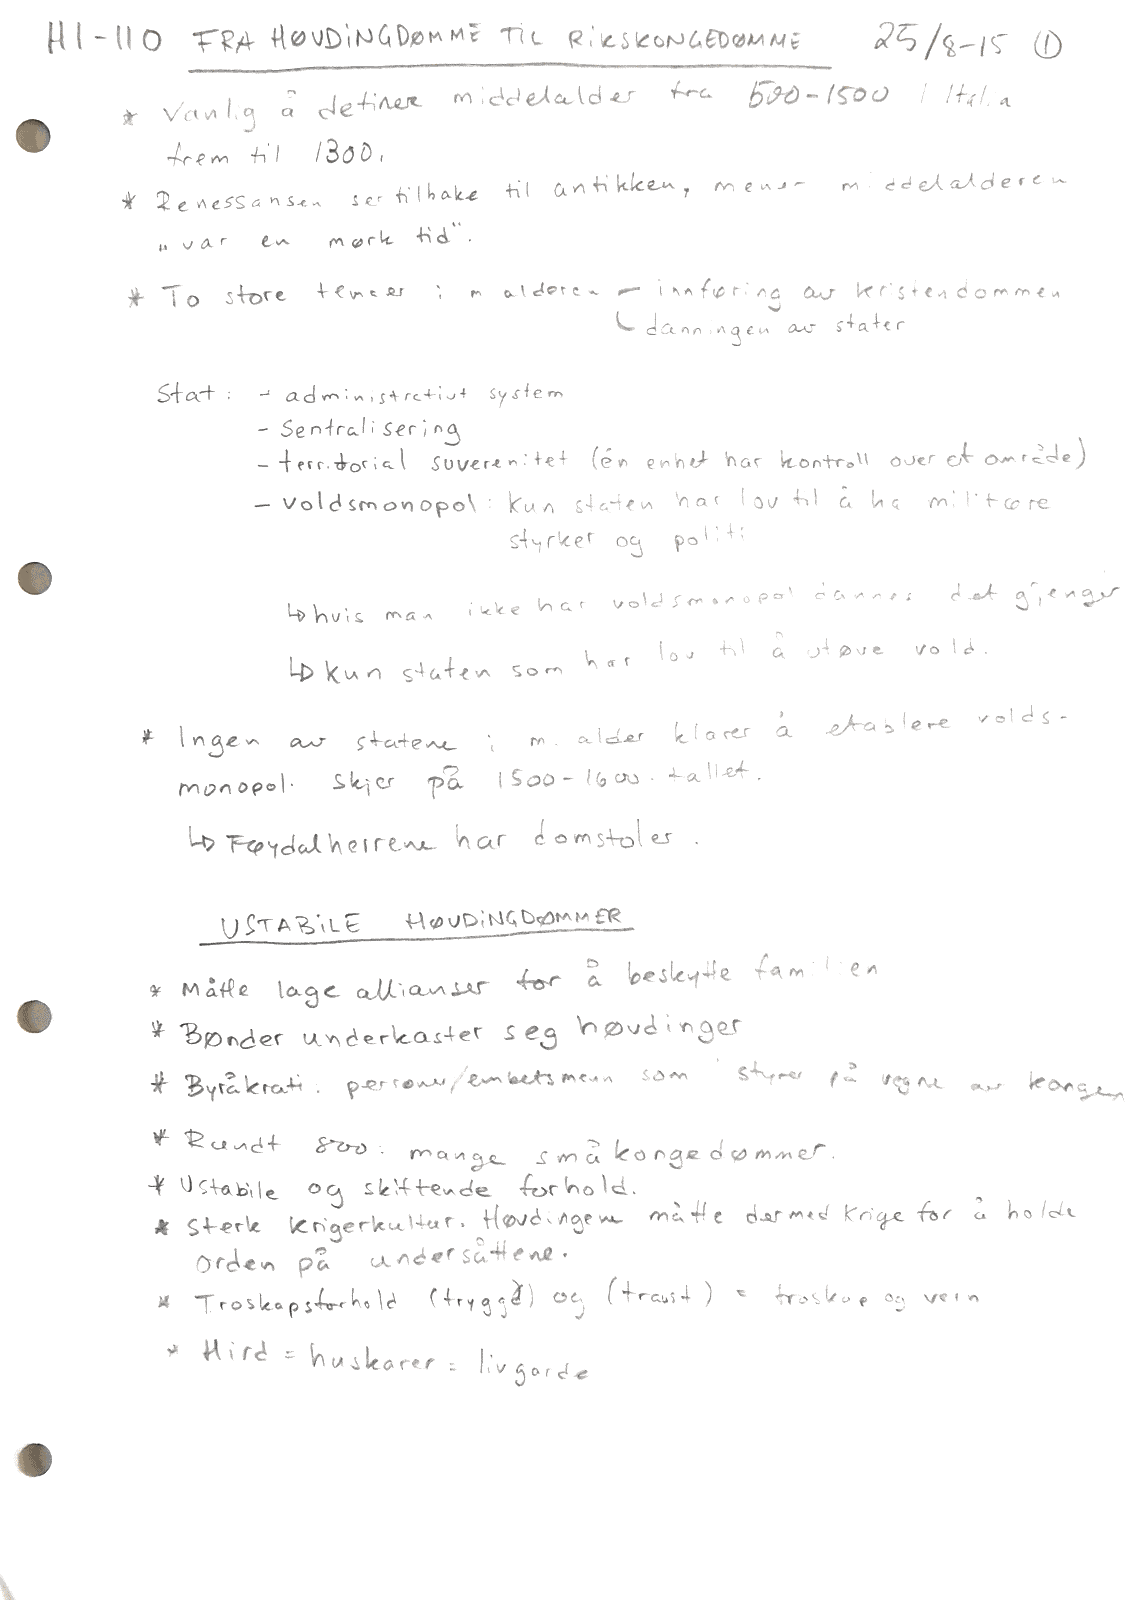 HI-110 FRA HØVDINGDØMME TIL RIKSKONGEDØMME 25/8-15 ①
* Vanlig å definere middelalder fra 500-1500 / Italia
frem til 1300.
* Renessansen ser tilbake til antikken, mener middelalderen
"var en mørk tid".
* To store temaer i m alderen - innføring av kristendommen
↳ danningen av stater
Stat: - administrativt system
- Sentralisering
- territorial suverenitet (én enhet har kontroll over et område)
- voldsmonopol: Kun staten har lov til å ha militære
styrker og politi
↳ hvis man ikke har voldsmonopol dannes det gjenger
↳ Kun staten som har lov til å utøve vold.
* Ingen av statene i m. alder klarer å etablere volds-
monopol. Skjer på 1500-1600. tallet.
↳ Føydalherrene har domstoler.
USTABILE HØVDINGDØMMER
* Måtte lage allianser for å beskytte familien
* Bønder underkaster seg høvdinger
* Byråkrati: personer/embetsmenn som styrer på vegne av kongen
* Rundt 800: mange småkongedømmer.
* Ustabile og skiftende forhold.
* Sterk krigerkultur. Høvdingene måtte dermed krige for å holde
orden på undersåttene.
* Troskapsforhold (tryggd) og (traust) = troskap og vern
* Hird = huskarer = livgarde